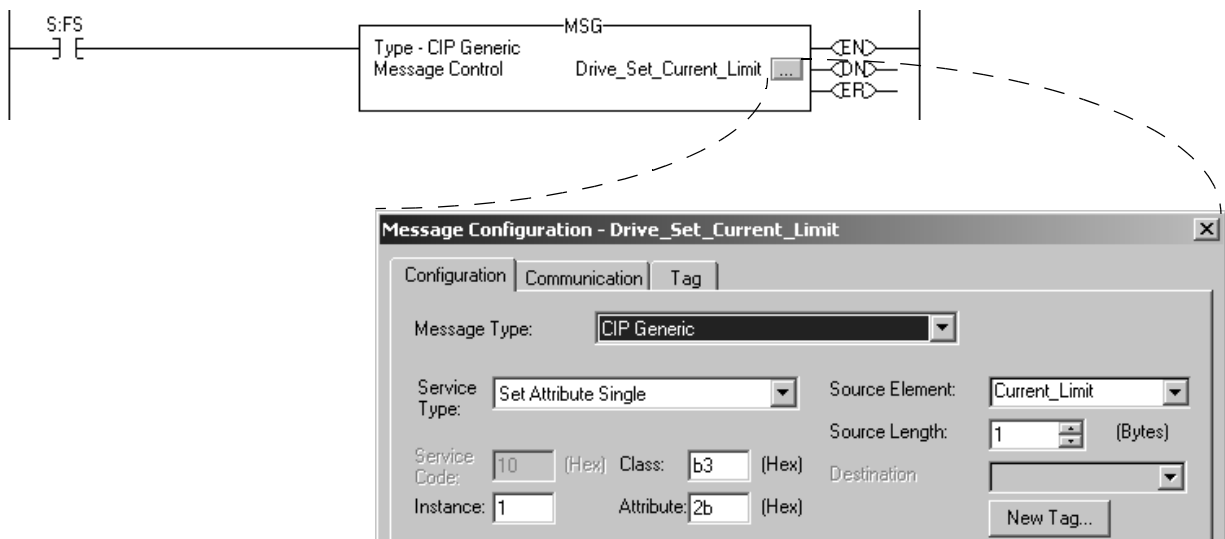 S:FS
MSG
Type - CIP Generic
Message Control Drive_Set_Current_Limit ...
EN
DN
ER
Message Configuration - Drive_Set_Current_Limit
Configuration Communication Tag
Message Type: CIP Generic
Service Type: Set Attribute Single
Source Element: Current_Limit
Source Length: 1 (Bytes)
Service Code: 10 (Hex) Class: b3 (Hex)
Destination
Instance: 1 Attribute: 2b (Hex)
New Tag...